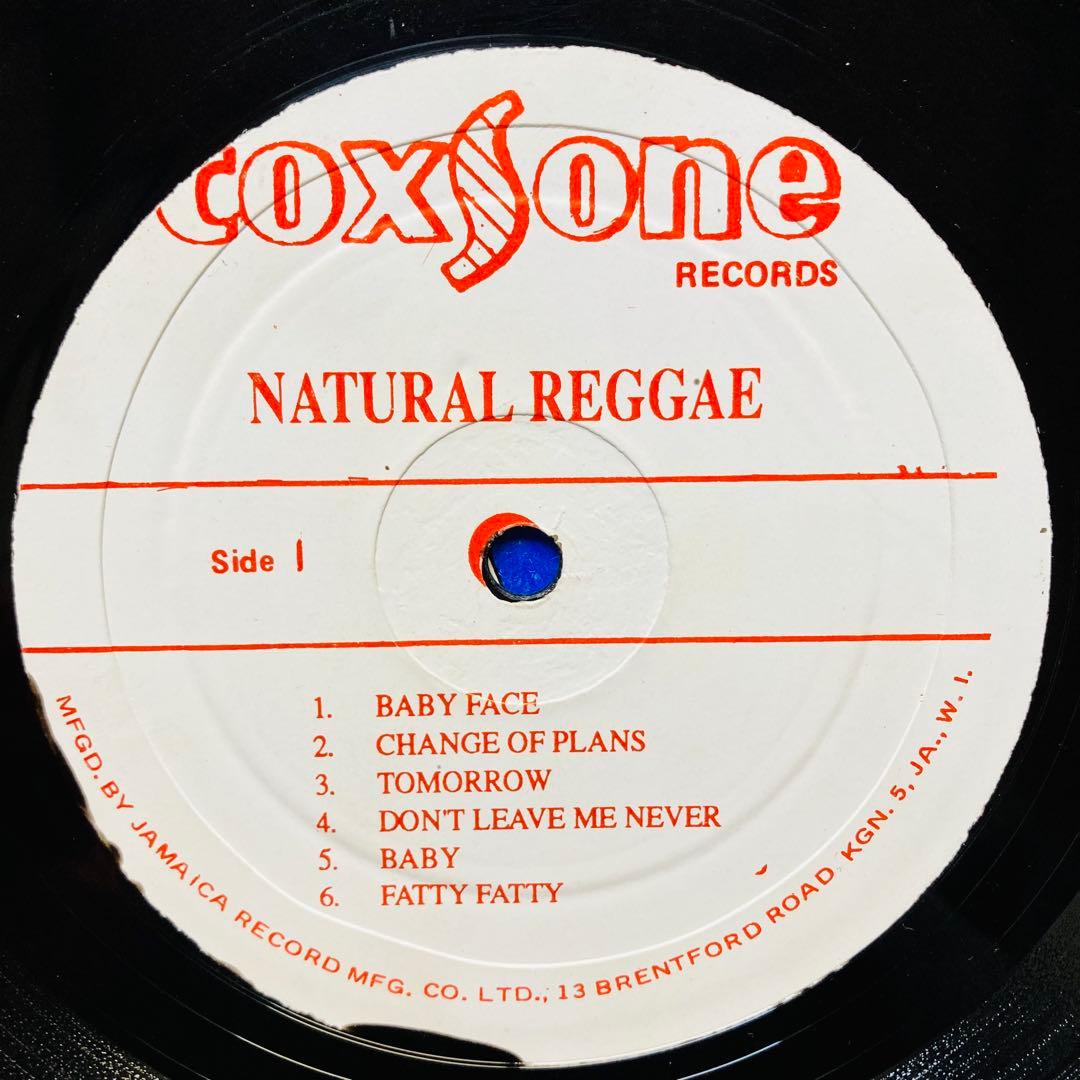 coxsone
RECORDS
NATURAL REGGAE
Side 1
1. BABY FACE
2. CHANGE OF PLANS
3. TOMORROW
4. DON'T LEAVE ME NEVER
5. BABY
6. FATTY FATTY
MFGD. BY JAMAICA RECORD MFG. CO. LTD., 13 BRENTFORD ROAD, KGN. 5, JA., W. I.